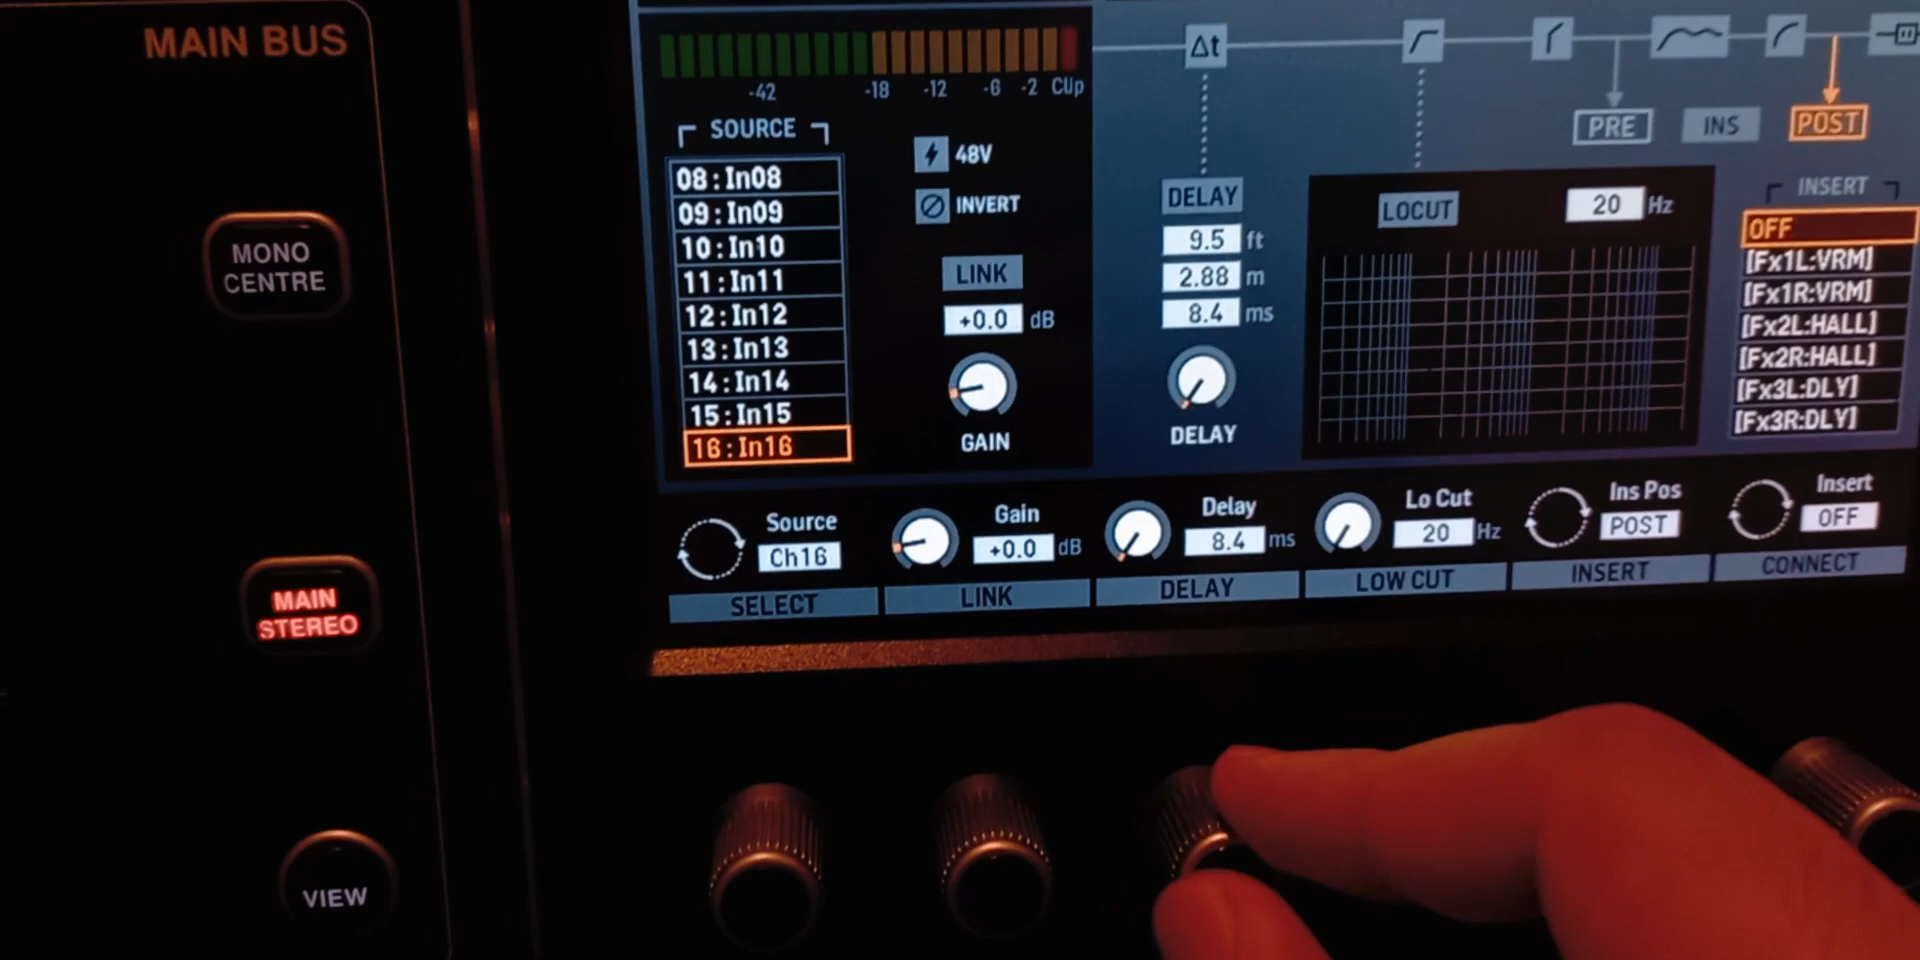 MAIN BUS
MONO
CENTRE
MAIN
STEREO
VIEW
-42 -18 -12 -6 -2 Clip
SOURCE
08:In08
09:In09
10:In10
11:In11
12:In12
13:In13
14:In14
15:In15
16:In16
48V
INVERT
LINK
+0.0 dB
GAIN
Δt
DELAY
9.5 ft
2.88 m
8.4 ms
DELAY
LOCUT
20 Hz
PRE
INS
POST
INSERT
OFF
[Fx1L:VRM]
[Fx1R:VRM]
[Fx2L:HALL]
[Fx2R:HALL]
[Fx3L:DLY]
[Fx3R:DLY]
Source
Ch16
SELECT
Gain
+0.0 dB
LINK
Delay
8.4 ms
DELAY
Lo Cut
20 Hz
LOW CUT
Ins Pos
POST
INSERT
Insert
OFF
CONNECT